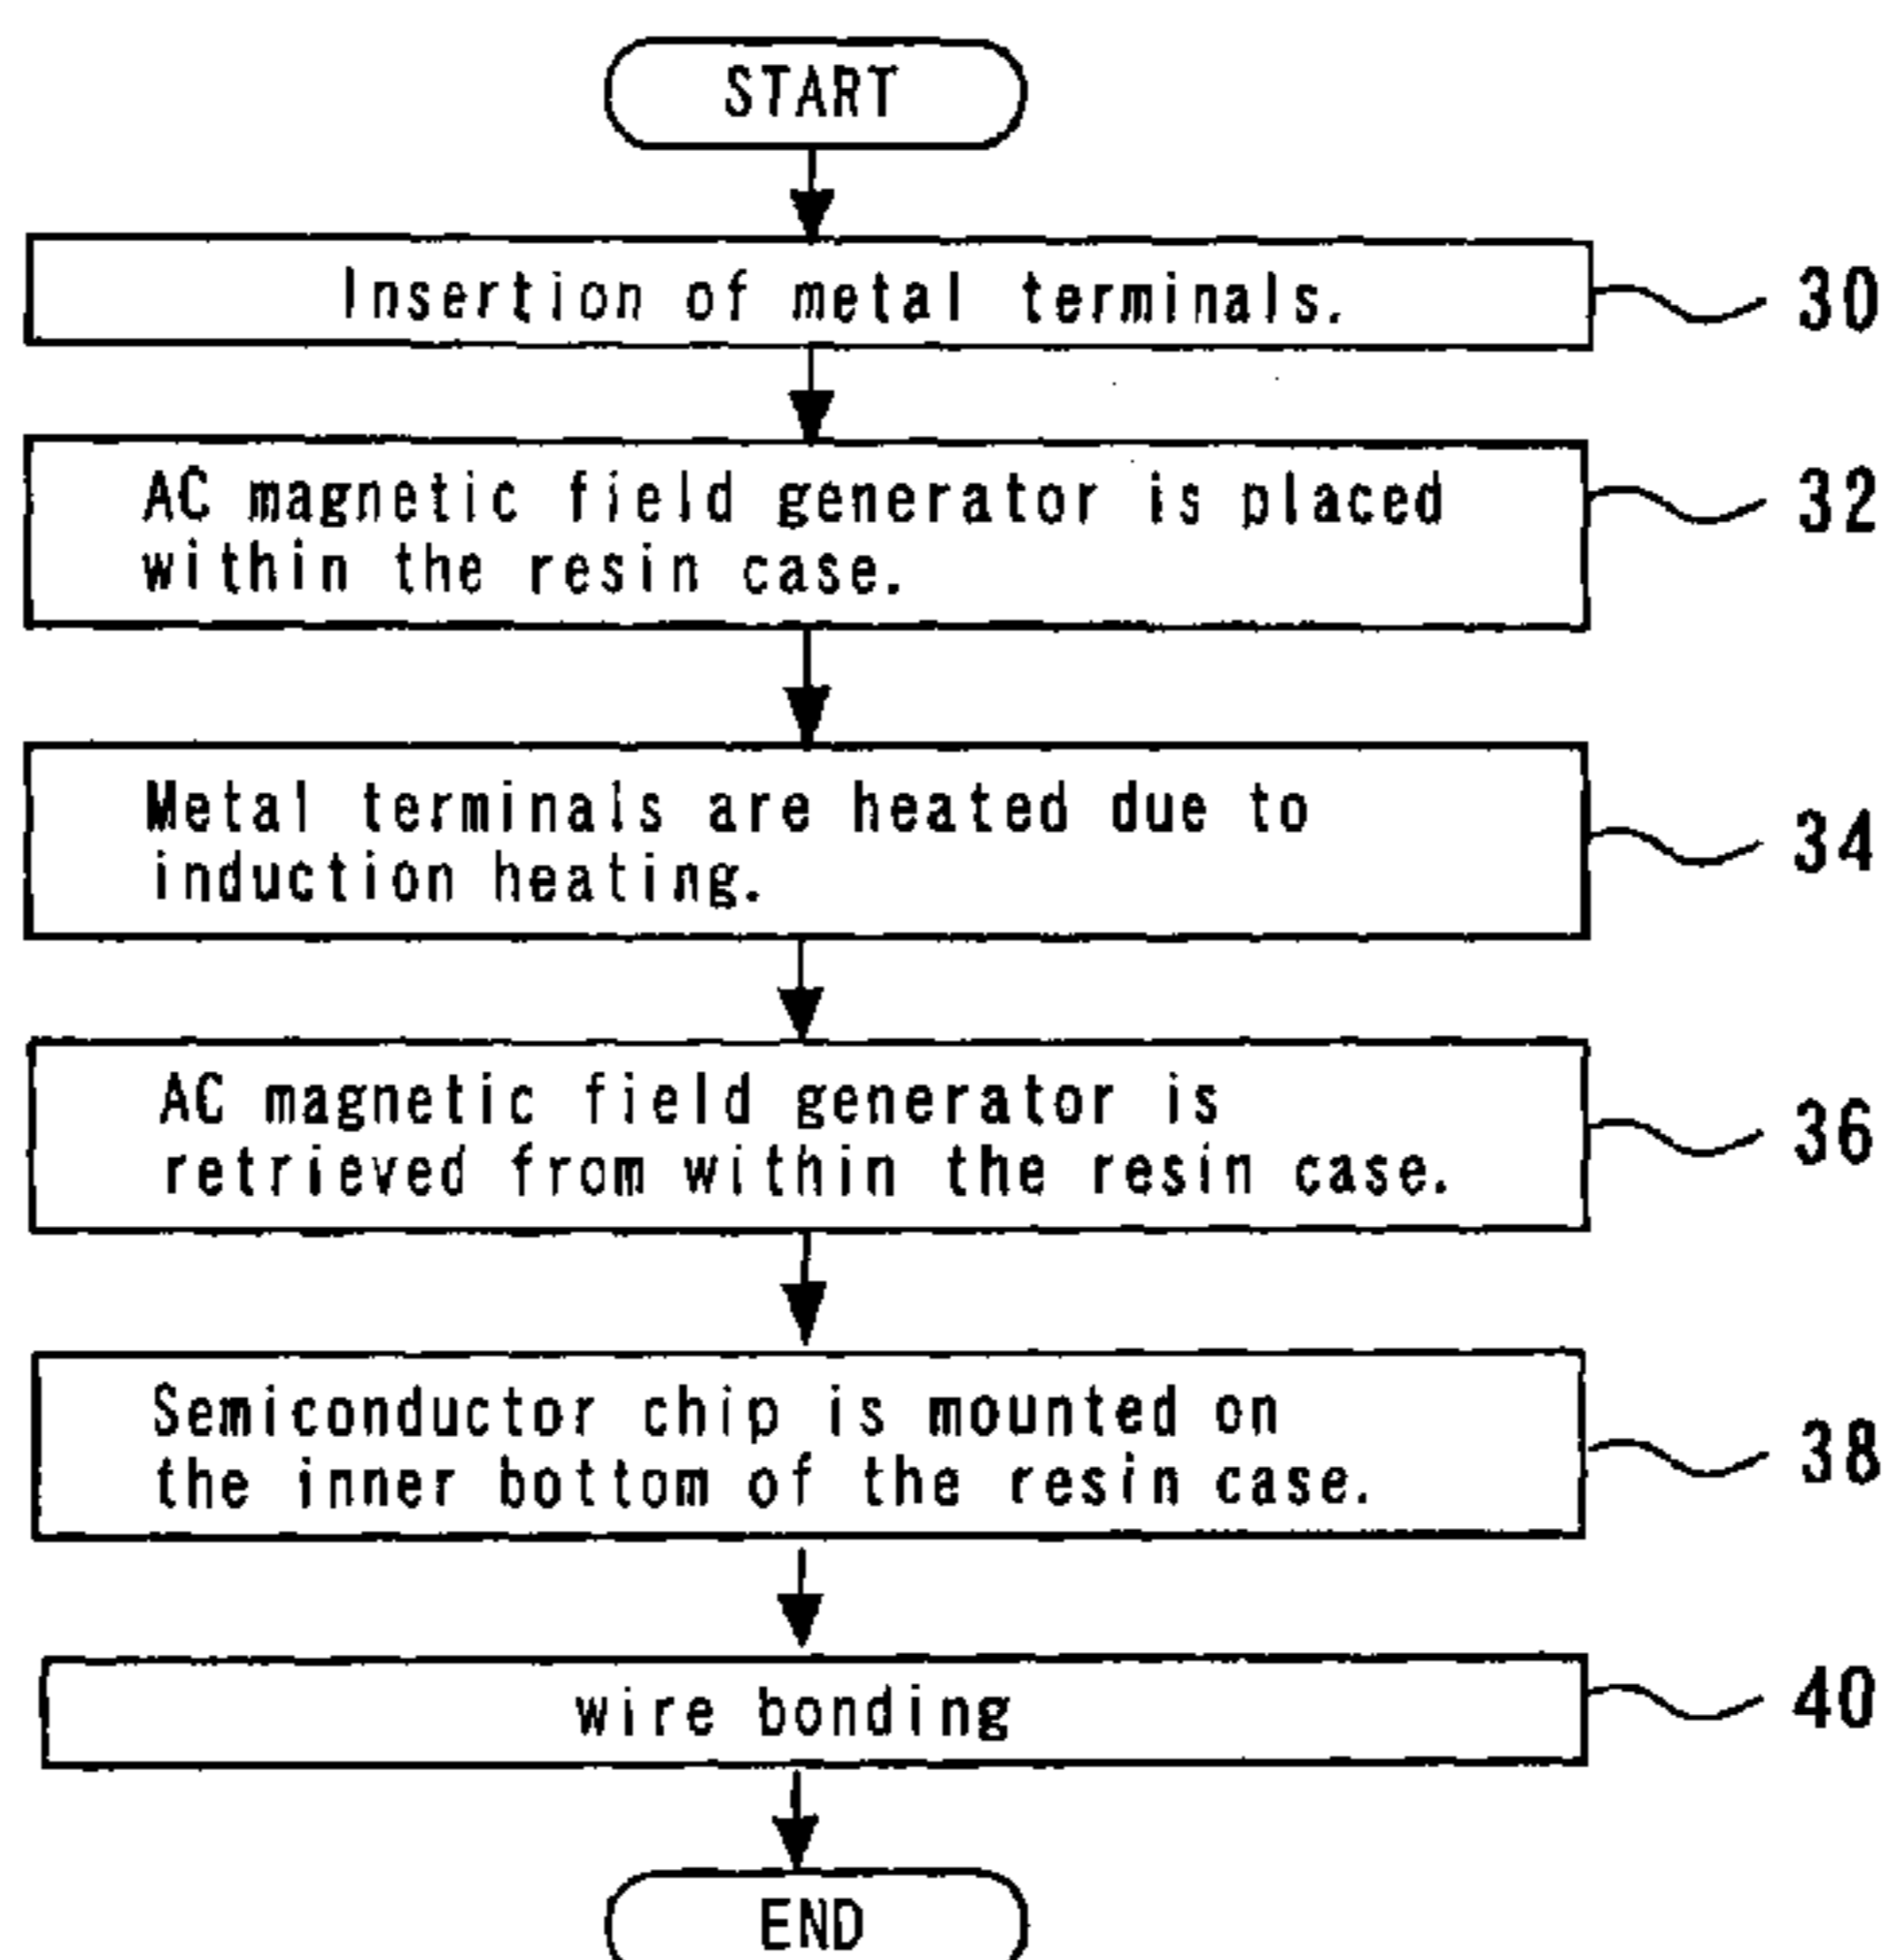 START
Insertion of metal terminals.
30
AC magnetic field generator is placed
within the resin case.
32
Metal terminals are heated due to
induction heating.
34
AC magnetic field generator is
retrieved from within the resin case.
36
Semiconductor chip is mounted on
the inner bottom of the resin case.
38
wire bonding
40
END